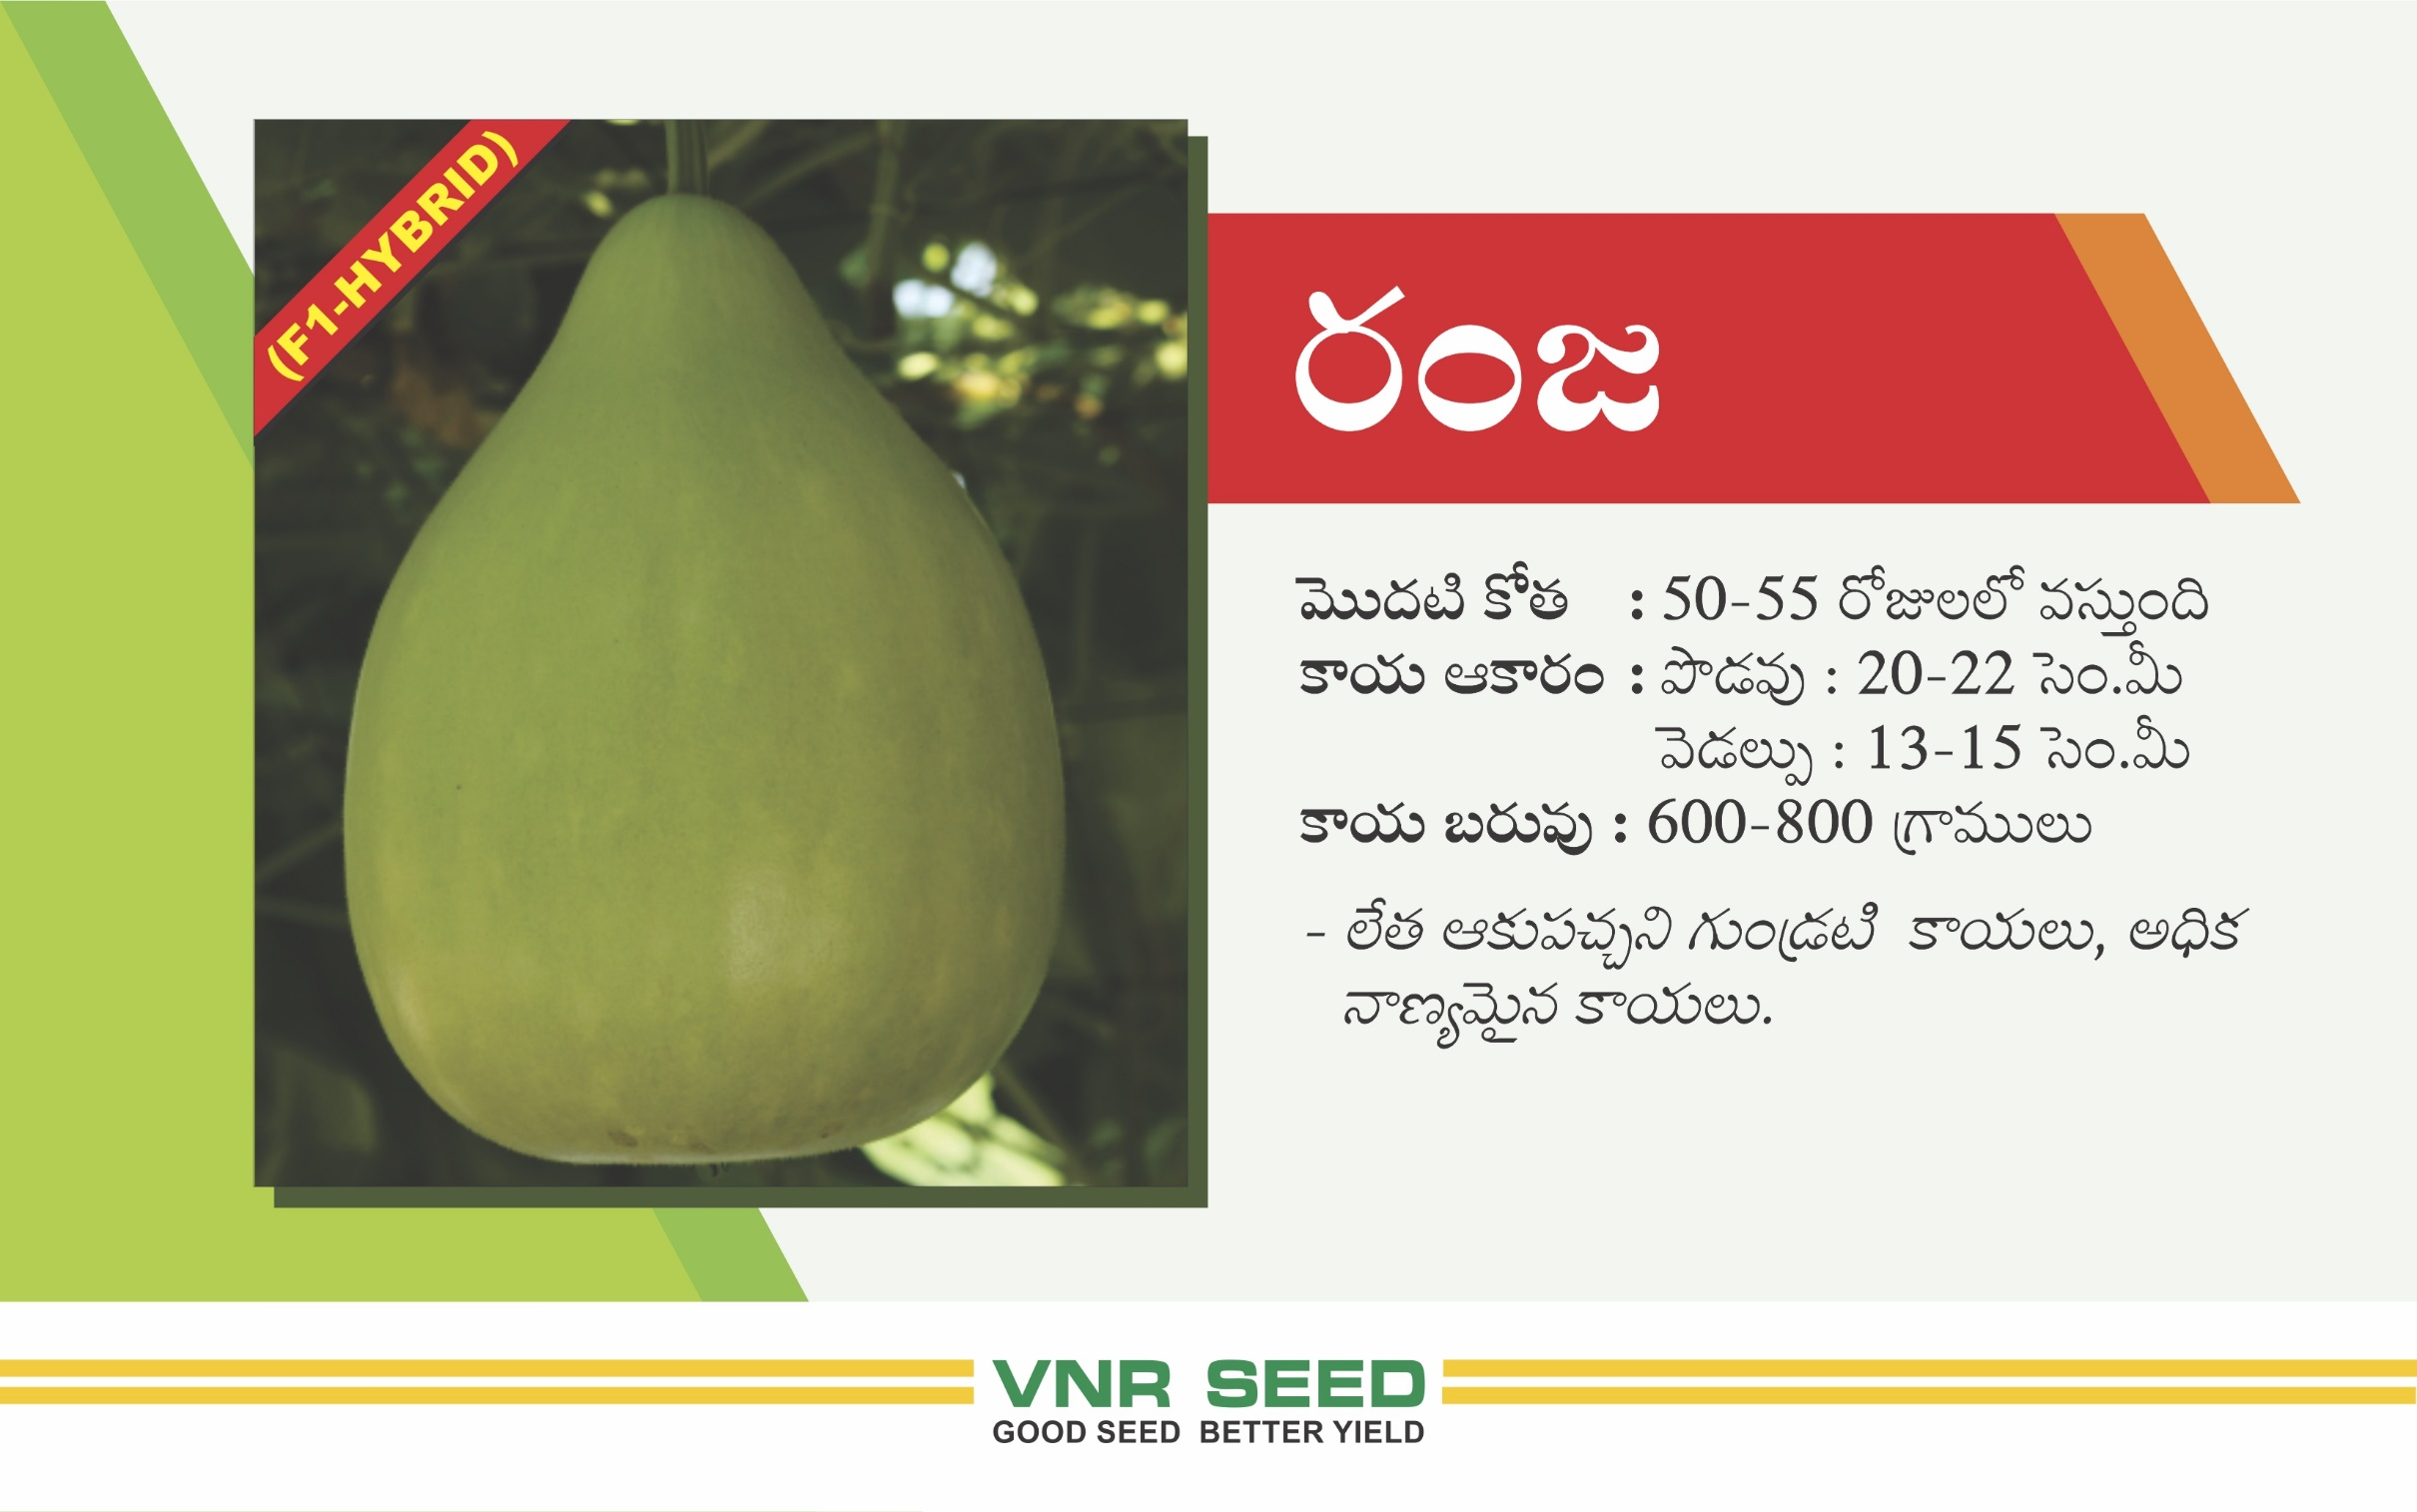 (F1-HYBRID)
రంజ
మొదటి కోత : 50-55 రోజులలో వస్తుంది
కాయ ఆకారం : పొడవు : 20-22 సెం.మీ
వెడల్పు : 13-15 సెం.మీ
కాయ బరువు : 600-800 గ్రాములు
- లేత ఆకుపచ్చని గుండ్రటి కాయలు, అధిక
నాణ్యమైన కాయలు.
VNR SEED
GOOD SEED BETTER YIELD